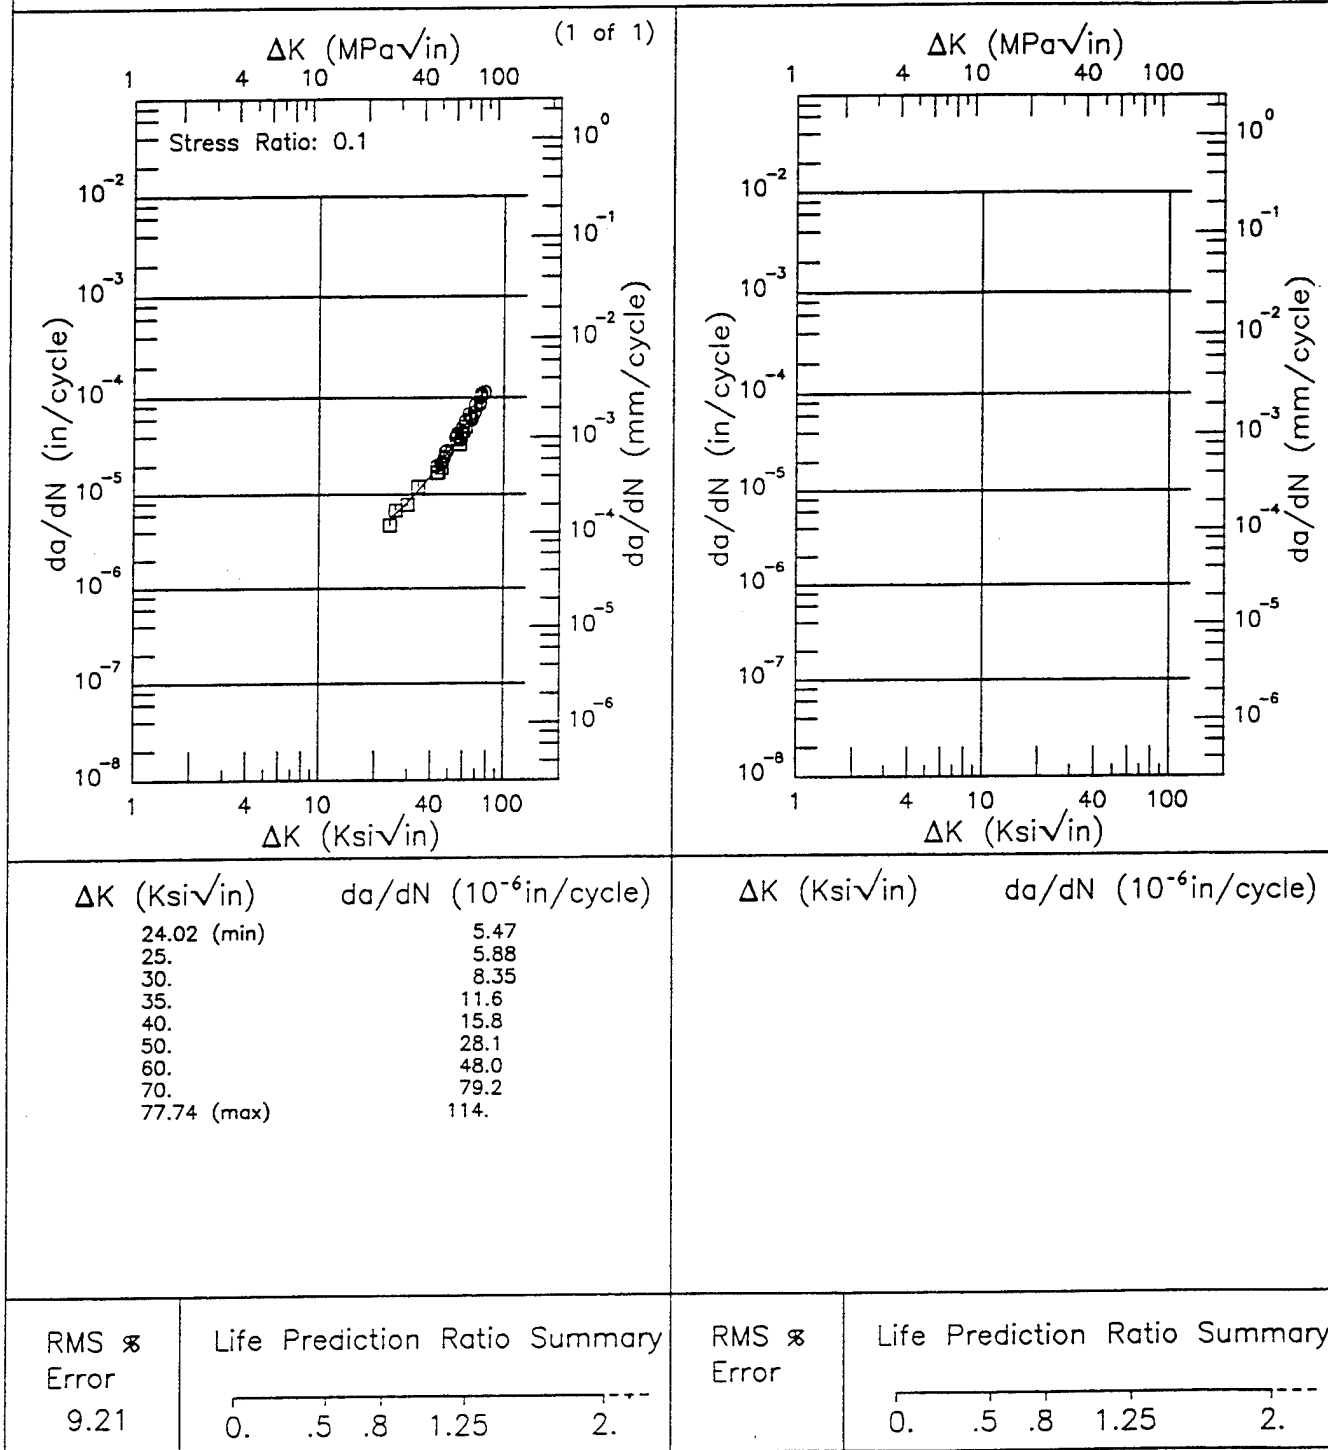 (1 of 1)
ΔK (MPa√in)
1 4 10 40 100
Stress Ratio: 0.1
10⁻²
10⁻³
10⁻⁴
10⁻⁵
10⁻⁶
10⁻⁷
10⁻⁸
da/dN (in/cycle)
10⁰
10⁻¹
10⁻²
10⁻³
10⁻⁴
10⁻⁵
10⁻⁶
da/dN (mm/cycle)
1 4 10 40 100
ΔK (Ksi√in)
ΔK (MPa√in)
1 4 10 40 100
10⁻²
10⁻³
10⁻⁴
10⁻⁵
10⁻⁶
10⁻⁷
10⁻⁸
da/dN (in/cycle)
10⁰
10⁻¹
10⁻²
10⁻³
10⁻⁴
10⁻⁵
10⁻⁶
da/dN (mm/cycle)
1 4 10 40 100
ΔK (Ksi√in)
ΔK (Ksi√in) da/dN (10⁻⁶in/cycle)
24.02 (min) 5.47
25. 5.88
30. 8.35
35. 11.6
40. 15.8
50. 28.1
60. 48.0
70. 79.2
77.74 (max) 114.
ΔK (Ksi√in) da/dN (10⁻⁶in/cycle)
RMS %
Error
9.21
Life Prediction Ratio Summary
0. .5 .8 1.25 2.
RMS %
Error
Life Prediction Ratio Summary
0. .5 .8 1.25 2.